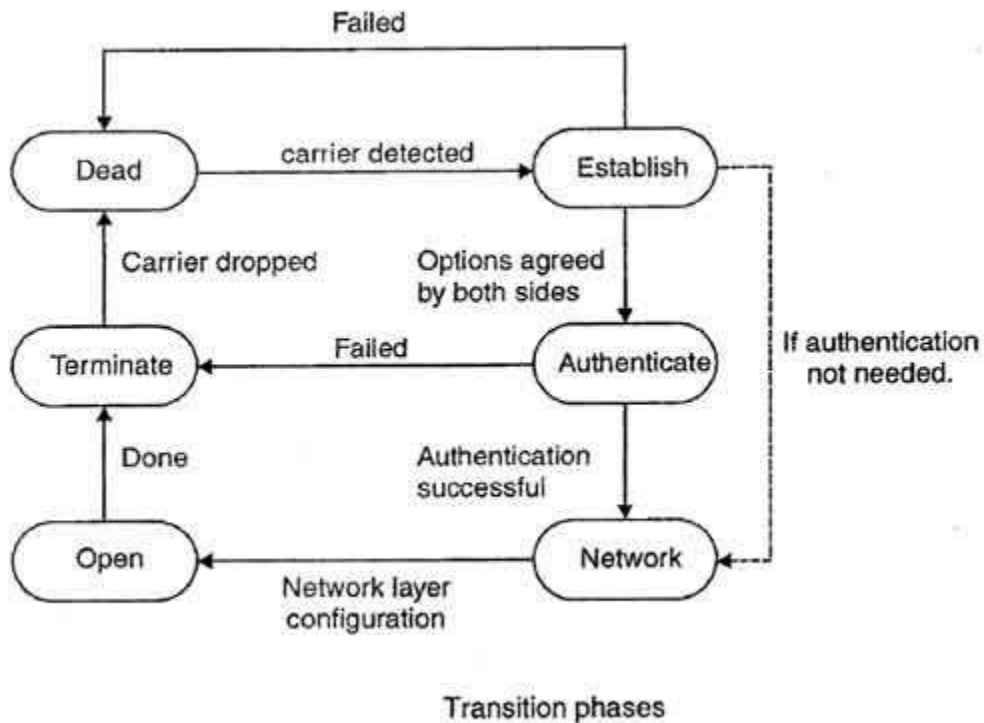 Failed
Dead
carrier detected
Establish
Carrier dropped
Options agreed
by both sides
Terminate
Failed
Authenticate
If authentication
not needed.
Done
Authentication
successful
Open
Network
Network layer
configuration
Transition phases